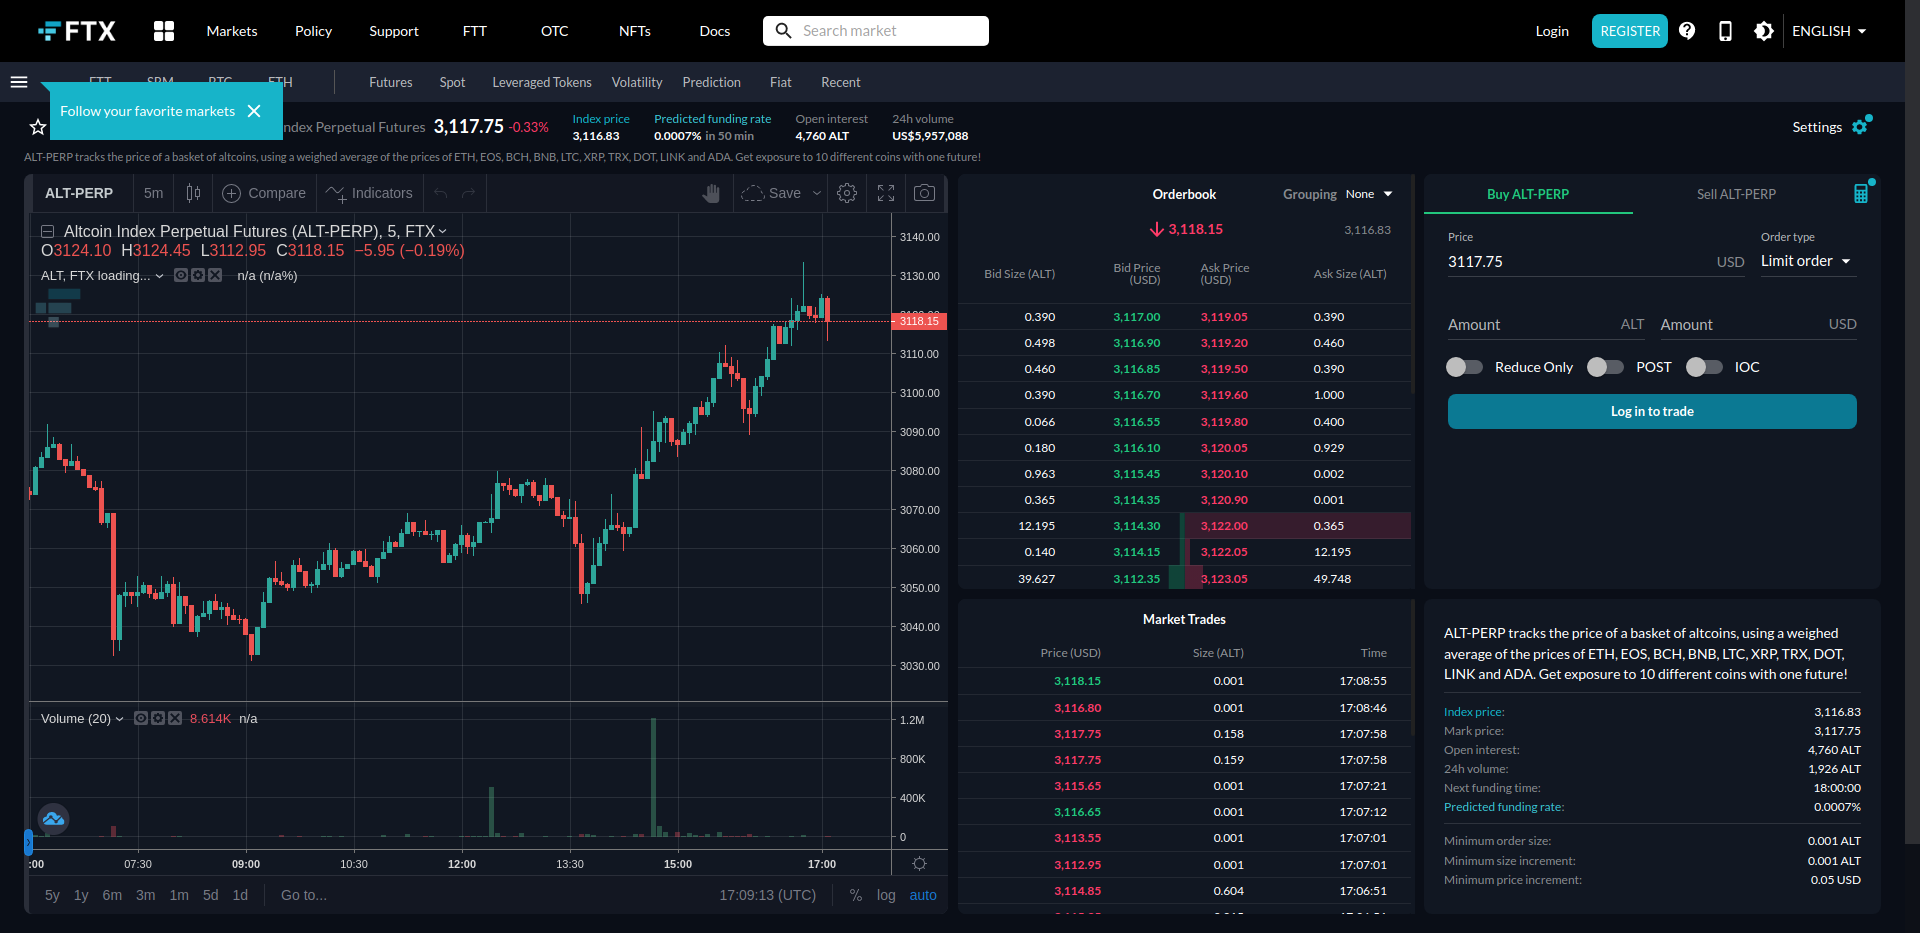 FTX Markets Policy Support FTT OTC NFTs Docs Search market Login REGISTER ENGLISH
FTT SRM BTC ETH Futures Spot Leveraged Tokens Volatility Prediction Fiat Recent
Follow your favorite markets
ndex Perpetual Futures 3,117.75 -0.33%
Index price Predicted funding rate Open interest 24h volume
3,116.83 0.0007% in 50 min 4,760 ALT US$5,957,088
Settings
ALT-PERP tracks the price of a basket of altcoins, using a weighed average of the prices of ETH, EOS, BCH, BNB, LTC, XRP, TRX, DOT, LINK and ADA. Get exposure to 10 different coins with one future!
ALT-PERP 5m Compare Indicators Save
Altcoin Index Perpetual Futures (ALT-PERP), 5, FTX
O3124.10 H3124.45 L3112.95 C3118.15 −5.95 (−0.19%)
ALT, FTX loading... n/a (n/a%)
3140.00
3130.00
3118.15
3110.00
3100.00
3090.00
3080.00
3070.00
3060.00
3050.00
3040.00
3030.00
Volume (20) 8.614K n/a
1.2M
800K
400K
0
:00 07:30 09:00 10:30 12:00 13:30 15:00 17:00
5y 1y 6m 3m 1m 5d 1d Go to... 17:09:13 (UTC) % log auto
Orderbook Grouping None
3,118.15 3,116.83
Bid Size (ALT) Bid Price (USD) Ask Price (USD) Ask Size (ALT)
0.390 3,117.00 3,119.05 0.390
0.498 3,116.90 3,119.20 0.460
0.460 3,116.85 3,119.50 0.390
0.390 3,116.70 3,119.60 1.000
0.066 3,116.55 3,119.80 0.400
0.180 3,116.10 3,120.05 0.929
0.963 3,115.45 3,120.10 0.002
0.365 3,114.35 3,120.90 0.001
12.195 3,114.30 3,122.00 0.365
0.140 3,114.15 3,122.05 12.195
39.627 3,112.35 3,123.05 49.748
Market Trades
Price (USD) Size (ALT) Time
3,118.15 0.001 17:08:55
3,116.80 0.001 17:08:46
3,117.75 0.158 17:07:58
3,117.75 0.159 17:07:58
3,115.65 0.001 17:07:21
3,116.65 0.001 17:07:12
3,113.55 0.001 17:07:01
3,112.95 0.001 17:07:01
3,114.85 0.604 17:06:51
Buy ALT-PERP Sell ALT-PERP
Price Order type
3117.75 USD Limit order
Amount ALT Amount USD
Reduce Only POST IOC
Log in to trade
ALT-PERP tracks the price of a basket of altcoins, using a weighed
average of the prices of ETH, EOS, BCH, BNB, LTC, XRP, TRX, DOT,
LINK and ADA. Get exposure to 10 different coins with one future!
Index price: 3,116.83
Mark price: 3,117.75
Open interest: 4,760 ALT
24h volume: 1,926 ALT
Next funding time: 18:00:00
Predicted funding rate: 0.0007%
Minimum order size: 0.001 ALT
Minimum size increment: 0.001 ALT
Minimum price increment: 0.05 USD